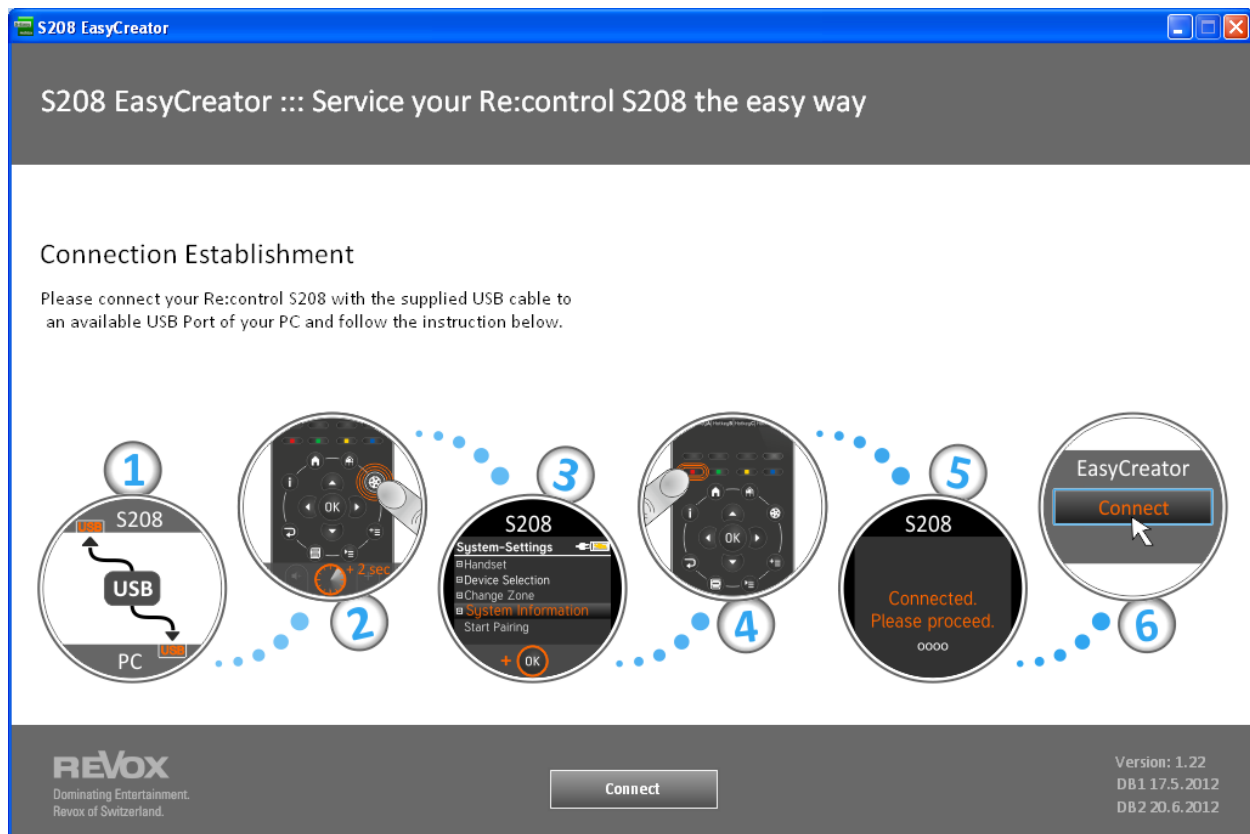 S208 EasyCreator
S208 EasyCreator ::: Service your Re:control S208 the easy way
Connection Establishment
Please connect your Re:control S208 with the supplied USB cable to
an available USB Port of your PC and follow the instruction below.
1
S208
USB
USB
USB
PC
OK
+ 2 sec
2
3
S208
System-Settings
Handset
Device Selection
Change Zone
System Information
Start Pairing
+ OK
OK
4
5
S208
Connected.
Please proceed.
oooo
EasyCreator
Connect
6
REVOX
Dominating Entertainment.
Revox of Switzerland.
Connect
Version: 1.22
DB1 17.5.2012
DB2 20.6.2012